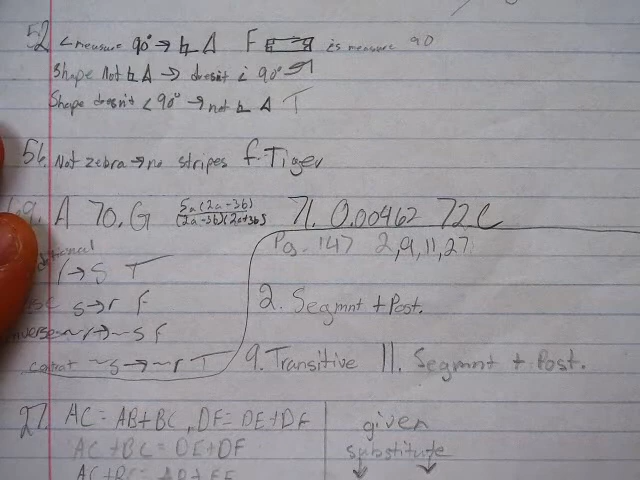 52 < measure 90° → ⊾ Δ F is measure 90
Shape Not ⊾ Δ → doesn't i 90°
Shape doesn't < 90° → not ⊾ Δ T
56. Not zebra → no stripes f. Tiger
69. A 70. G 5a(2a-3b) 71. 0.00462 72 C
(2a-3b)(2a+3b)
Pg. 147 2,9,11,27
r→s T
s→r F
2. Segmnt + Post.
inverse ~r→~s F
contrat ~s→~r T
9. Transitive 11. Segmnt + Post.
27. AC = AB+BC, DF = DE+DF given
AC+BC = DE+DF substitute